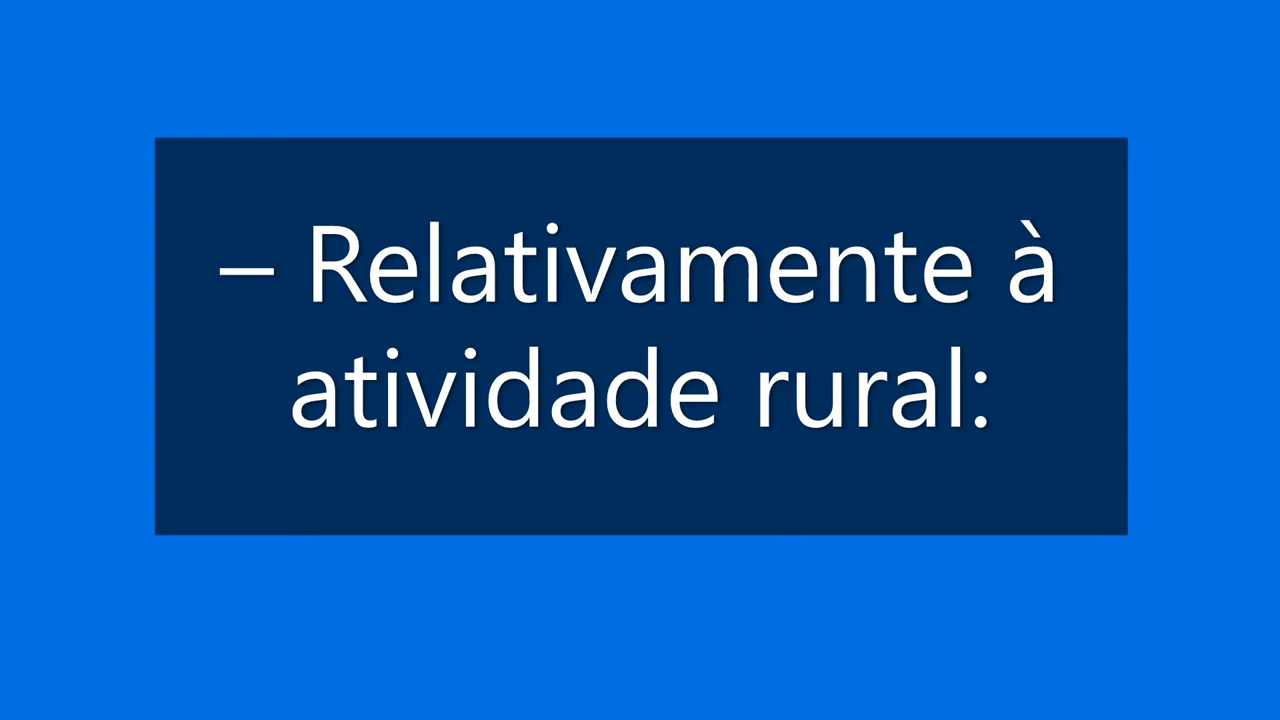 – Relativamente à
atividade rural: